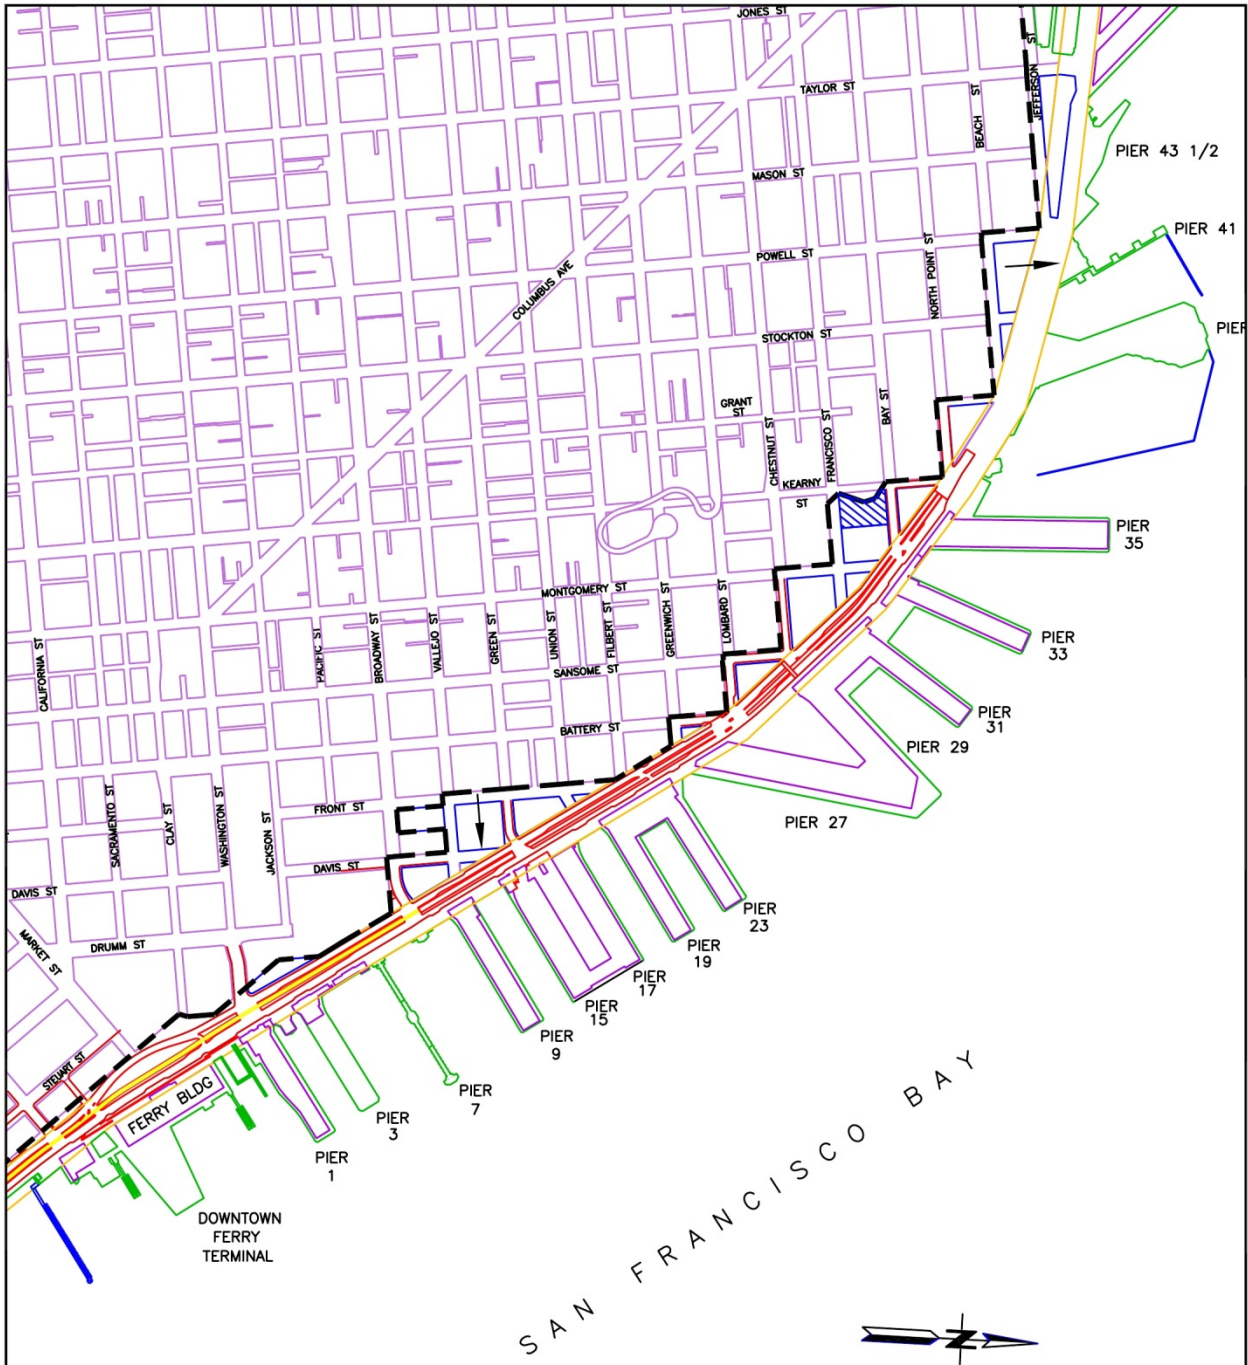 JONES ST
TAYLOR ST
BEACH ST
JEFFERSON ST
PIER 43 1/2
MASON ST
PIER 41
POWELL ST
NORTH POINT ST
COLUMBUS AVE
PIER
STOCKTON ST
GRANT
ST
CHESTNUT ST
FRANCISCO ST
BAY ST
KEARNY
ST
PIER
35
MONTGOMERY ST
PIER
33
CALIFORNIA ST
PACIFIC ST
BROADWAY ST
VALLEJO ST
GREEN ST
UNION ST
FILBERT ST
GREENWICH ST
LOMBARD ST
SANSOME ST
PIER
31
BATTERY ST
PIER 29
SACRAMENTO ST
CLAY ST
WASHINGTON ST
JACKSON ST
FRONT ST
PIER 27
DAVIS ST
DAVIS ST
PIER
23
MARKET ST
DRUMM ST
PIER
19
PIER
17
PIER
15
PIER
9
STEUART ST
FERRY BLDG
PIER
7
PIER
3
PIER
1
DOWNTOWN
FERRY
TERMINAL
SAN FRANCISCO BAY
N